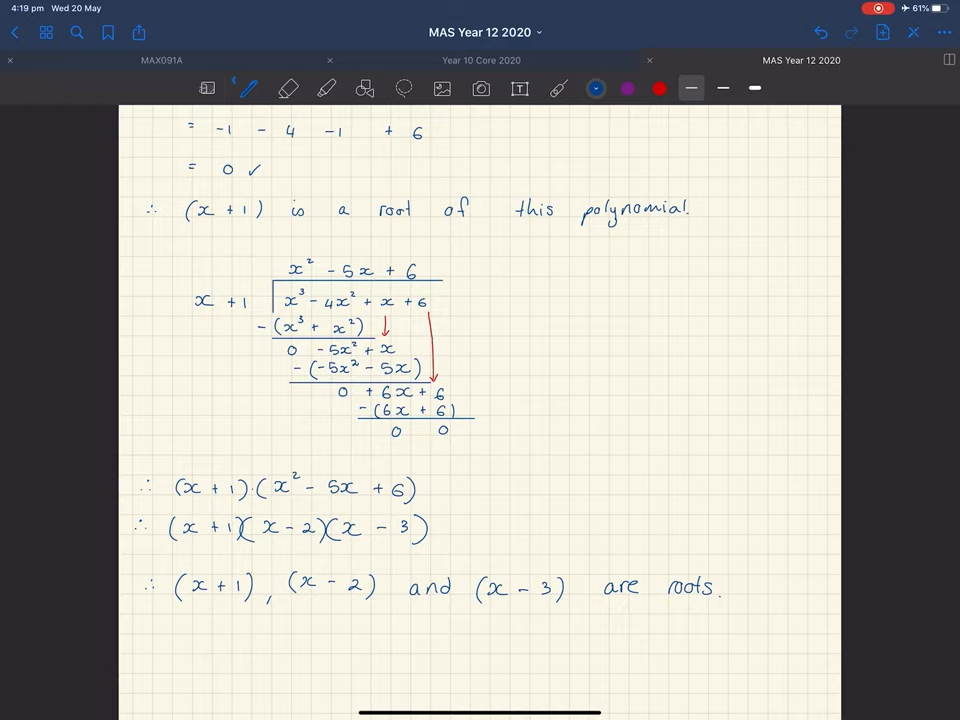 4:19 pm Wed 20 May
61%
MAS Year 12 2020
MAX091A
Year 10 Core 2020
MAS Year 12 2020
= -1 - 4 -1 + 6
= 0 ✓
∴ (x + 1) is a root of this polynomial.
x² - 5x + 6
x + 1 x³ - 4x² + x + 6
- (x³ + x²)
0 - 5x² + x
- (-5x² - 5x)
0 + 6x + 6
- (6x + 6)
0 0
∴ (x + 1)·(x² - 5x + 6)
∴ (x + 1)(x - 2)(x - 3)
∴ (x + 1), (x - 2) and (x - 3) are roots.